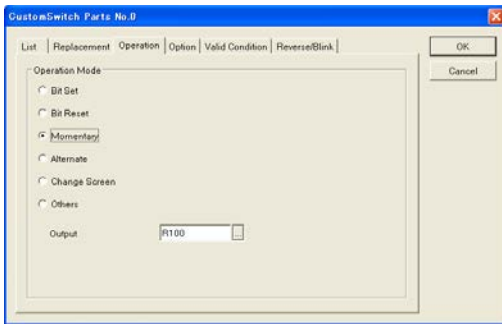 CustomSwitch Parts No.0
List Replacement Operation Option Valid Condition Reverse/Blink
OK
Cancel
Operation Mode
Bit Set
Bit Reset
Momentary
Alternate
Change Screen
Others
Output R100 ...